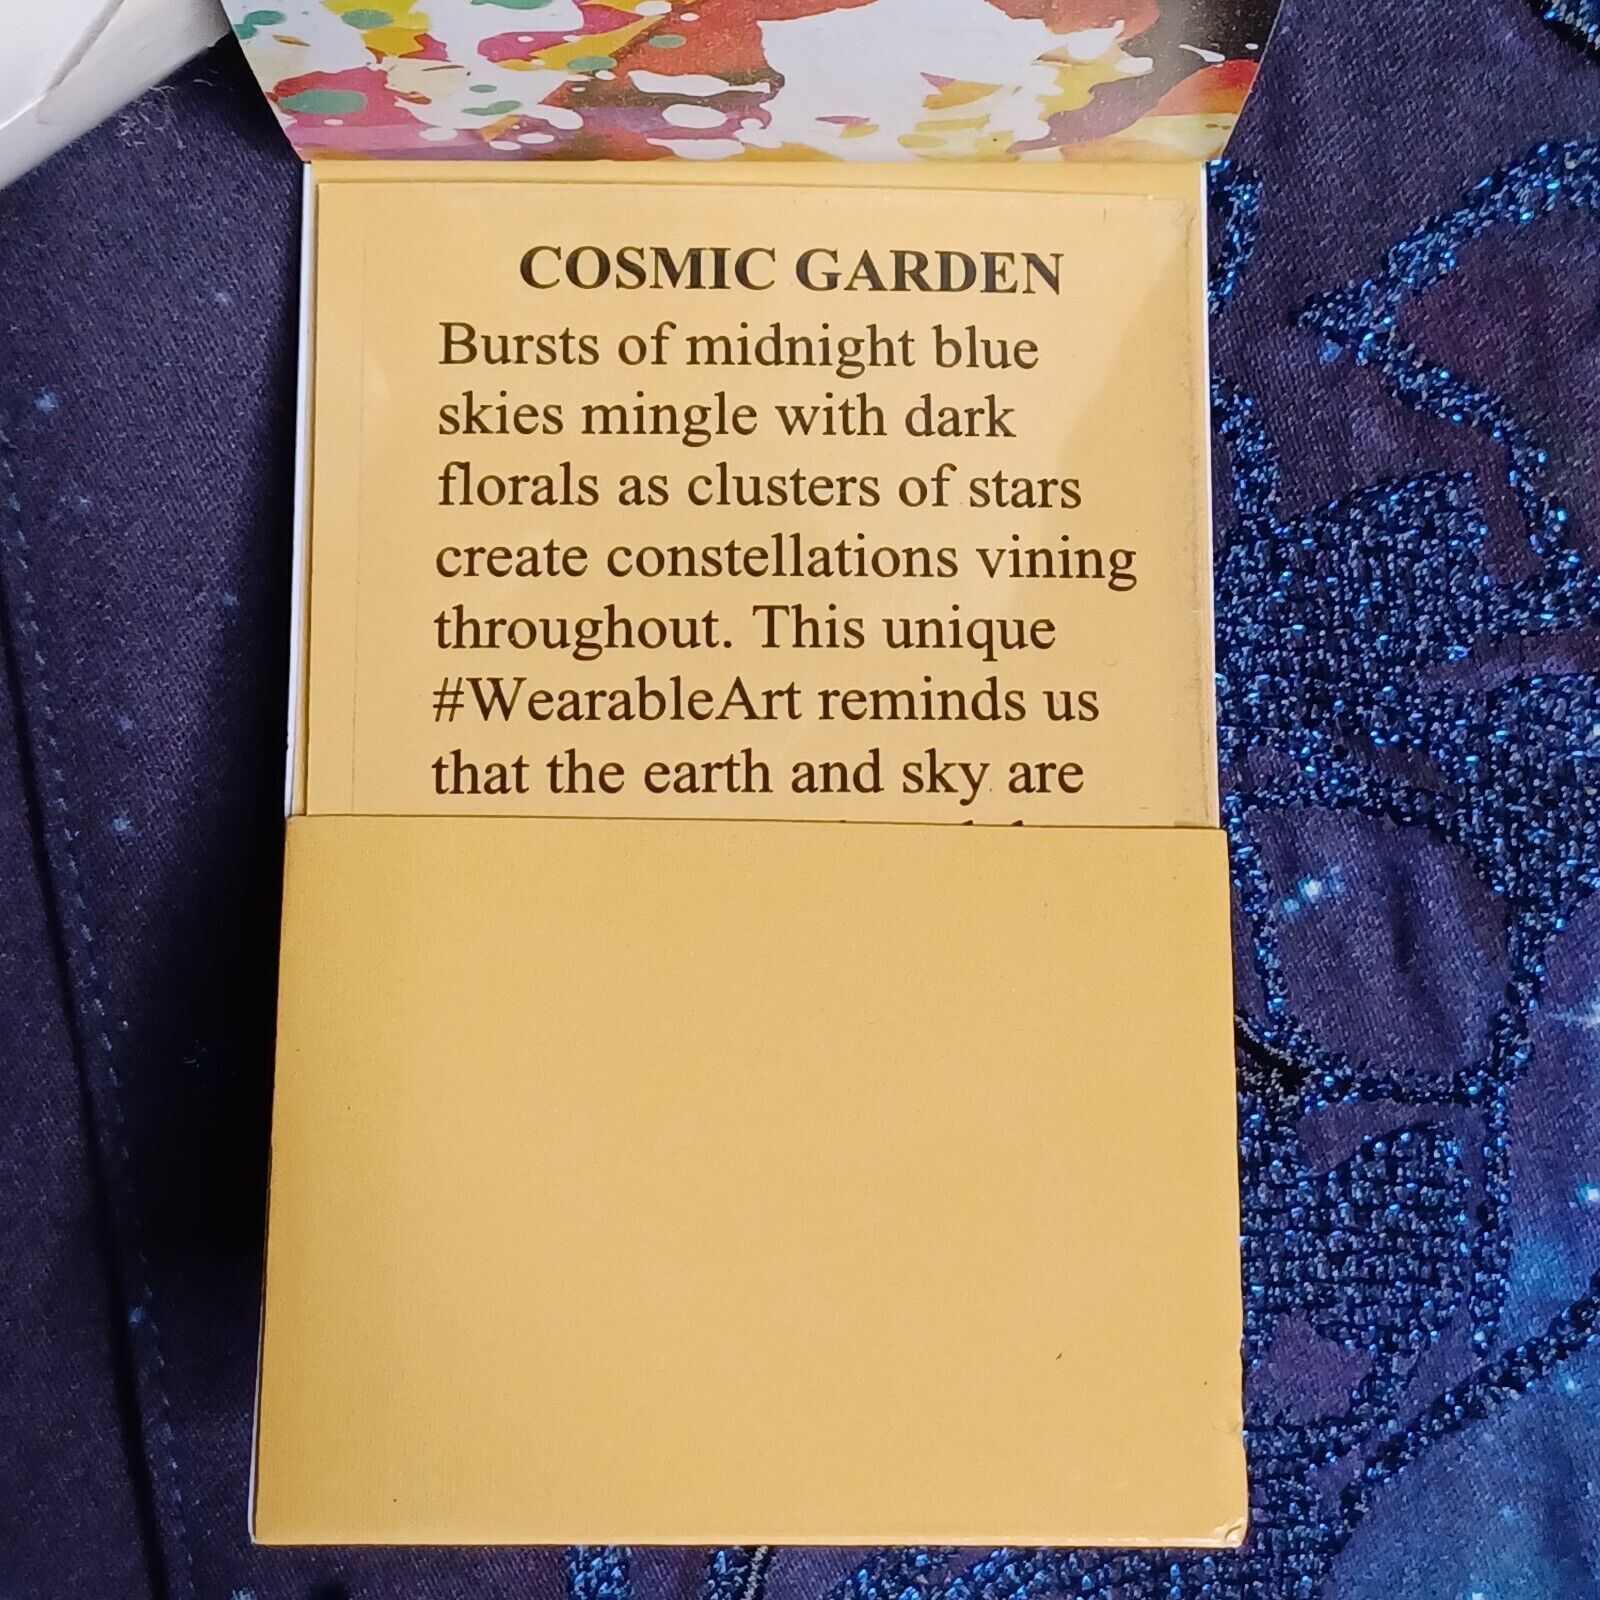 COSMIC GARDEN
Bursts of midnight blue
skies mingle with dark
florals as clusters of stars
create constellations vining
throughout. This unique
#WearableArt reminds us
that the earth and sky are